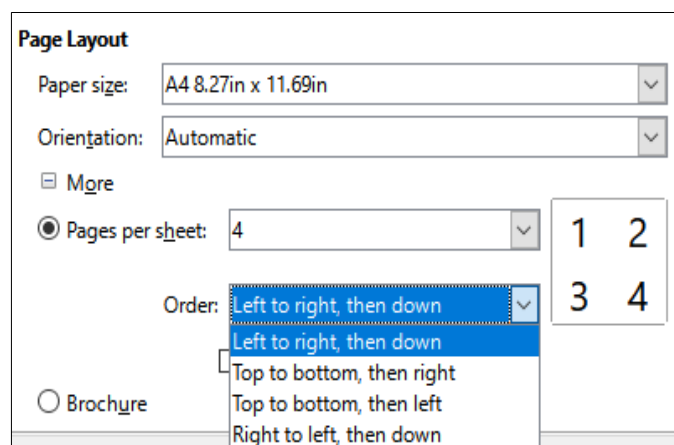 Page Layout
Paper size: A4 8.27in x 11.69in
Orientation: Automatic
More
Pages per sheet: 4
1 2
3 4
Order: Left to right, then down
Left to right, then down
Top to bottom, then right
Top to bottom, then left
Brochure
Right to left, then down